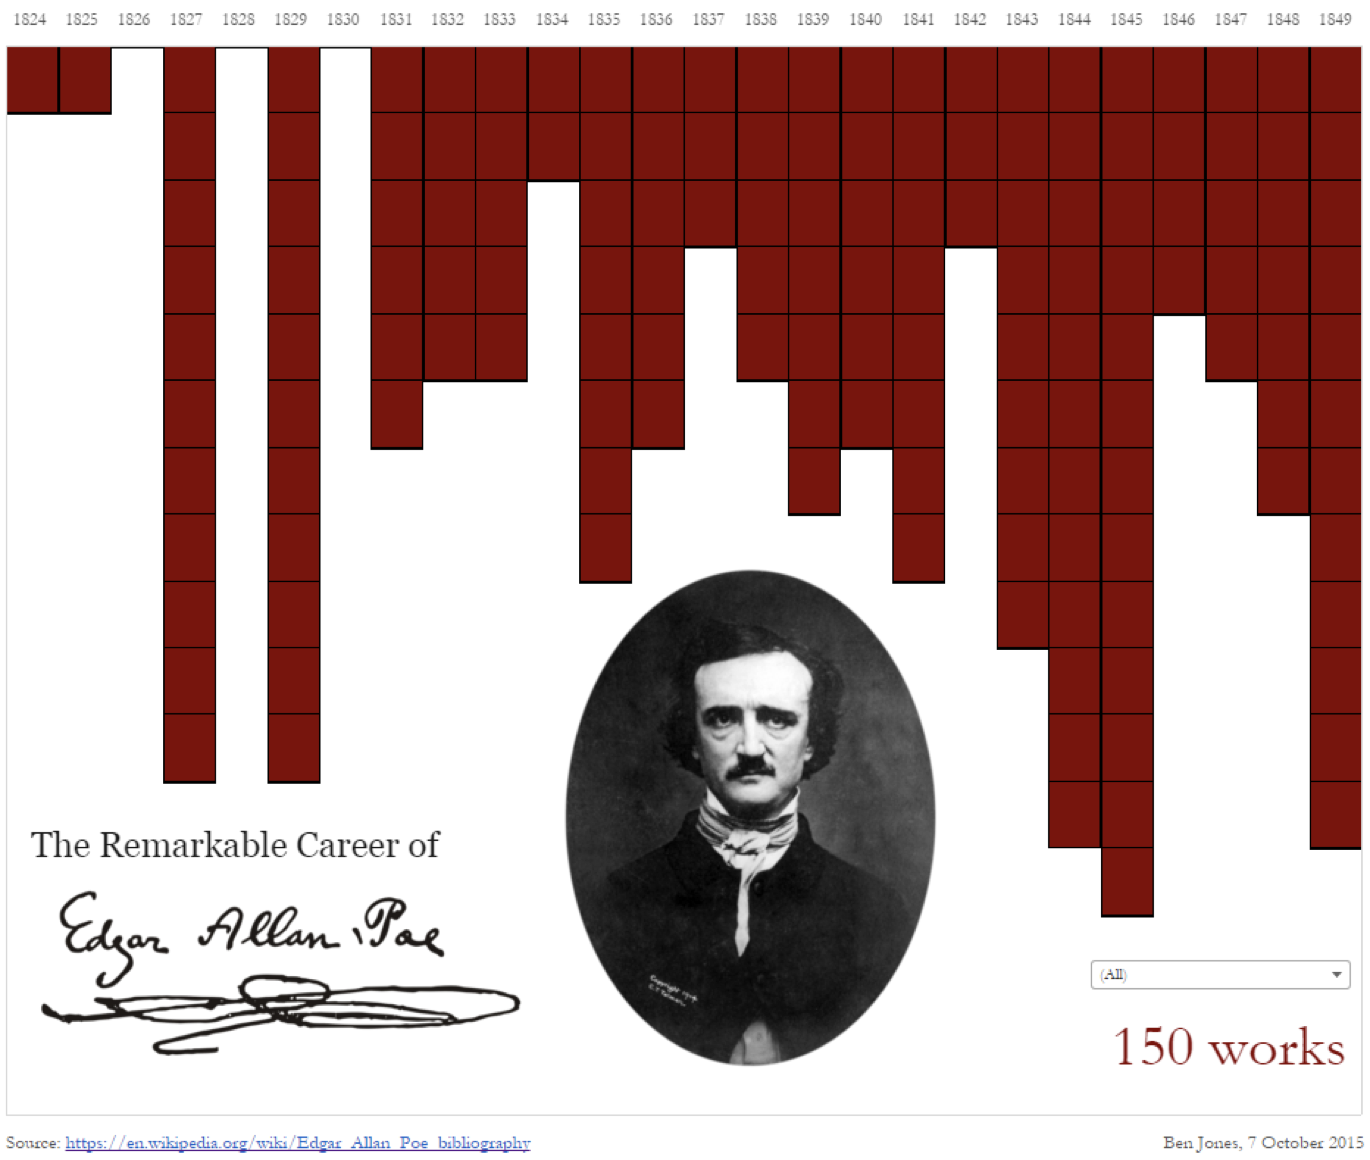 1824 1825 1826 1827 1828 1829 1830 1831 1832 1833 1834 1835 1836 1837 1838 1839 1840 1841 1842 1843 1844 1845 1846 1847 1848 1849
The Remarkable Career of
Edgar Allan Poe
Copyright 1904
(All)
150 works
Source: https://en.wikipedia.org/wiki/Edgar_Allan_Poe_bibliography
Ben Jones, 7 October 2015